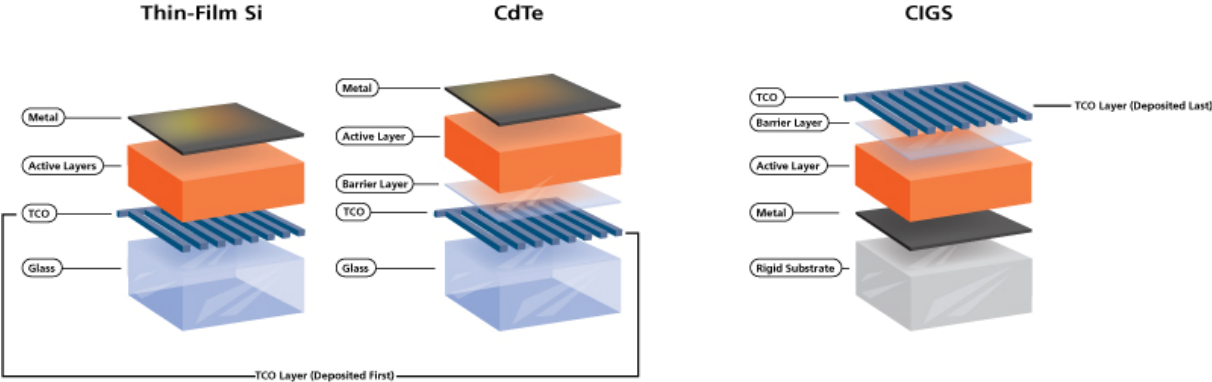 Thin-Film Si
CdTe
CIGS
Metal
Active Layers
TCO
Glass
Metal
Active Layer
Barrier Layer
TCO
Glass
TCO
Barrier Layer
Active Layer
Metal
Rigid Substrate
TCO Layer (Deposited Last)
TCO Layer (Deposited First)